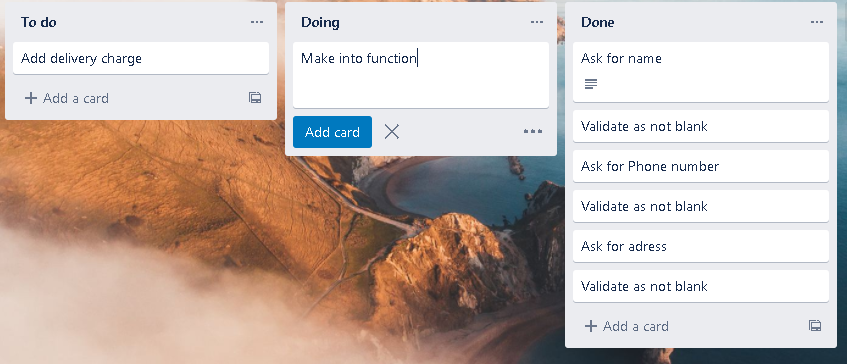 To do
Add delivery charge
Add a card
Doing
Make into function
Add card
Done
Ask for name
Validate as not blank
Ask for Phone number
Validate as not blank
Ask for adress
Validate as not blank
Add a card